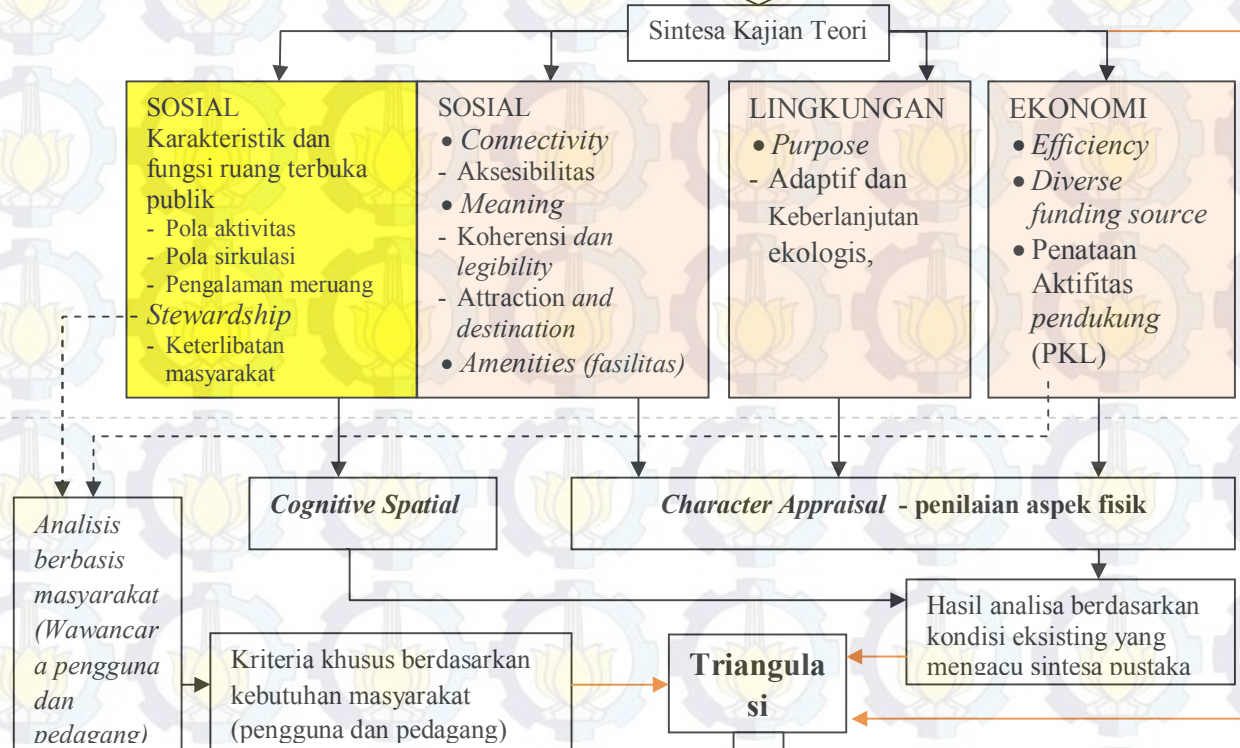 Sintesa Kajian Teori
SOSIAL
Karakteristik dan
fungsi ruang terbuka
publik
- Pola aktivitas
- Pola sirkulasi
- Pengalaman meruang
- Stewardship
- Keterlibatan
masyarakat
SOSIAL
• Connectivity
- Aksesibilitas
• Meaning
- Koherensi dan
legibility
- Attraction and
destination
• Amenities (fasilitas)
LINGKUNGAN
• Purpose
- Adaptif dan
Keberlanjutan
ekologis,
EKONOMI
• Efficiency
• Diverse
funding source
• Penataan
Aktifitas
pendukung
(PKL)
Cognitive Spatial
Character Appraisal - penilaian aspek fisik
Analisis
berbasis
masyarakat
(Wawancar
a pengguna
dan
pedagang)
Kriteria khusus berdasarkan
kebutuhan masyarakat
(pengguna dan pedagang)
Triangula
si
Hasil analisa berdasarkan
kondisi eksisting yang
mengacu sintesa pustaka